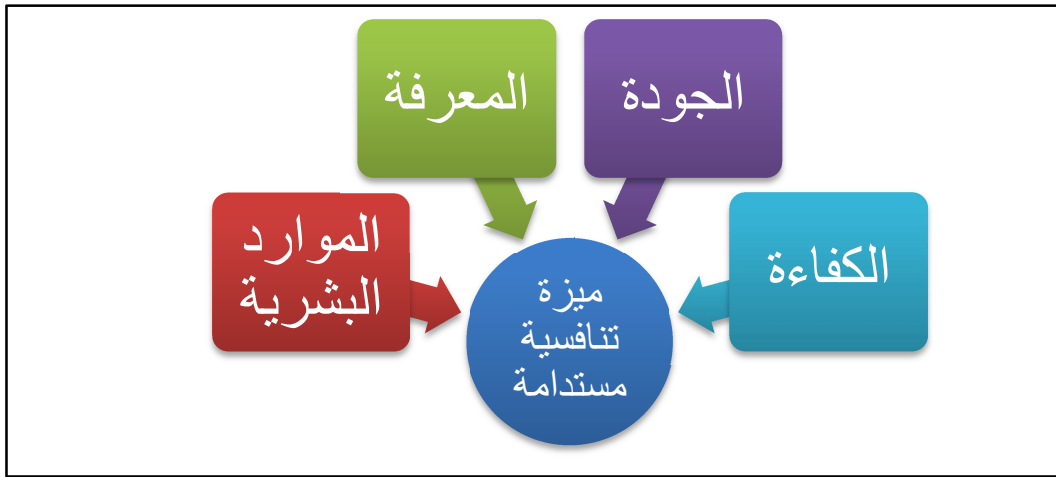 الجودة
المعرفة
الكفاءة
الموارد
البشرية
ميزة
تنافسية
مستدامة